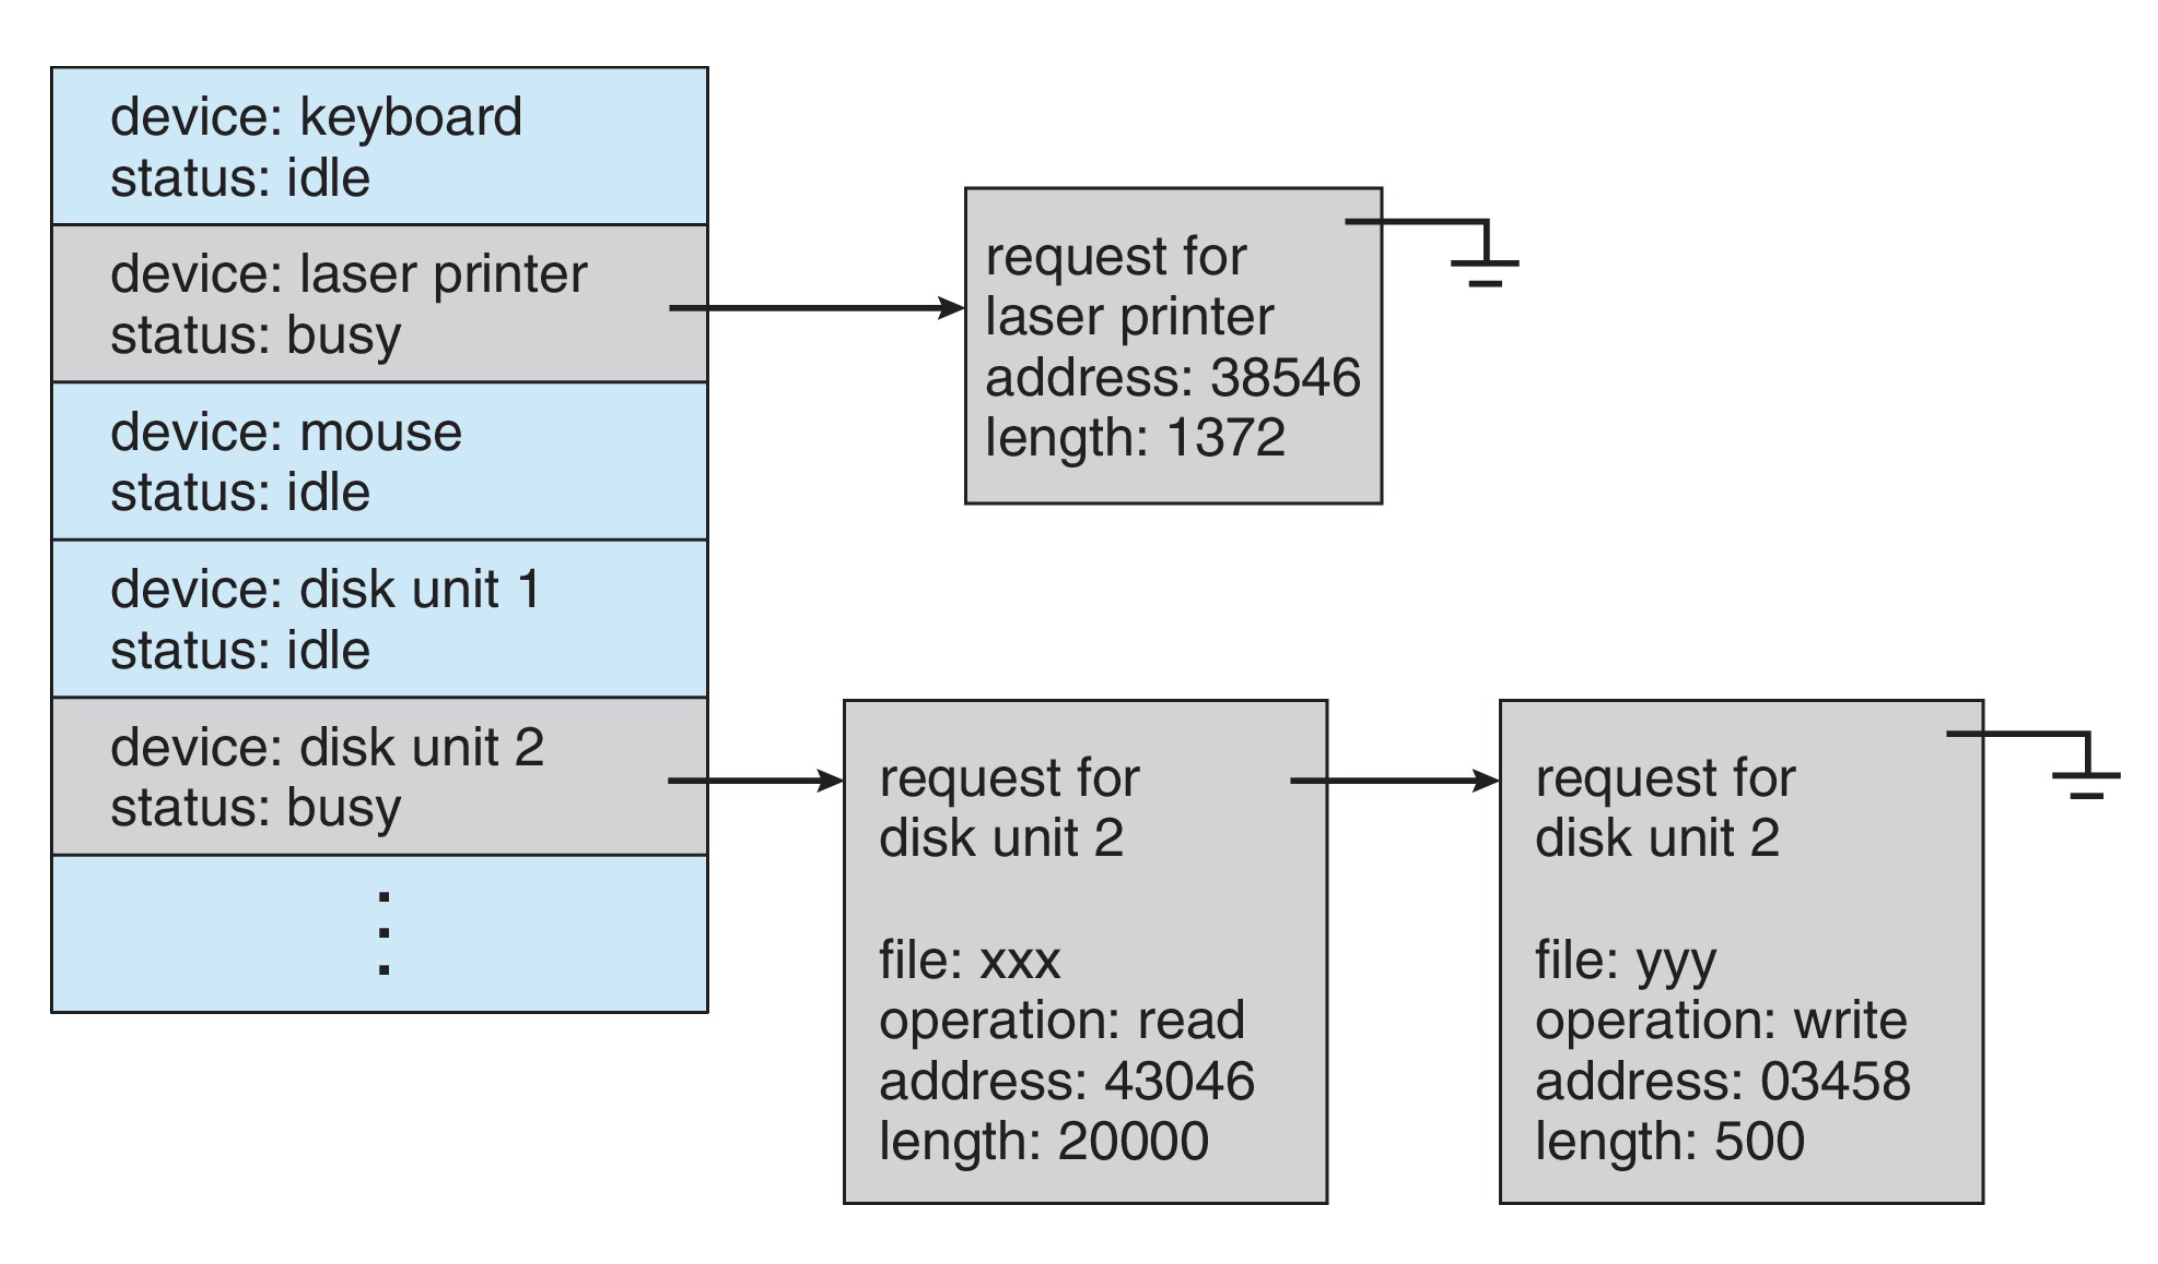 device: keyboard
status: idle
device: laser printer
status: busy
device: mouse
status: idle
device: disk unit 1
status: idle
device: disk unit 2
status: busy
request for
laser printer
address: 38546
length: 1372
request for
disk unit 2
file: xxx
operation: read
address: 43046
length: 20000
request for
disk unit 2
file: yyy
operation: write
address: 03458
length: 500